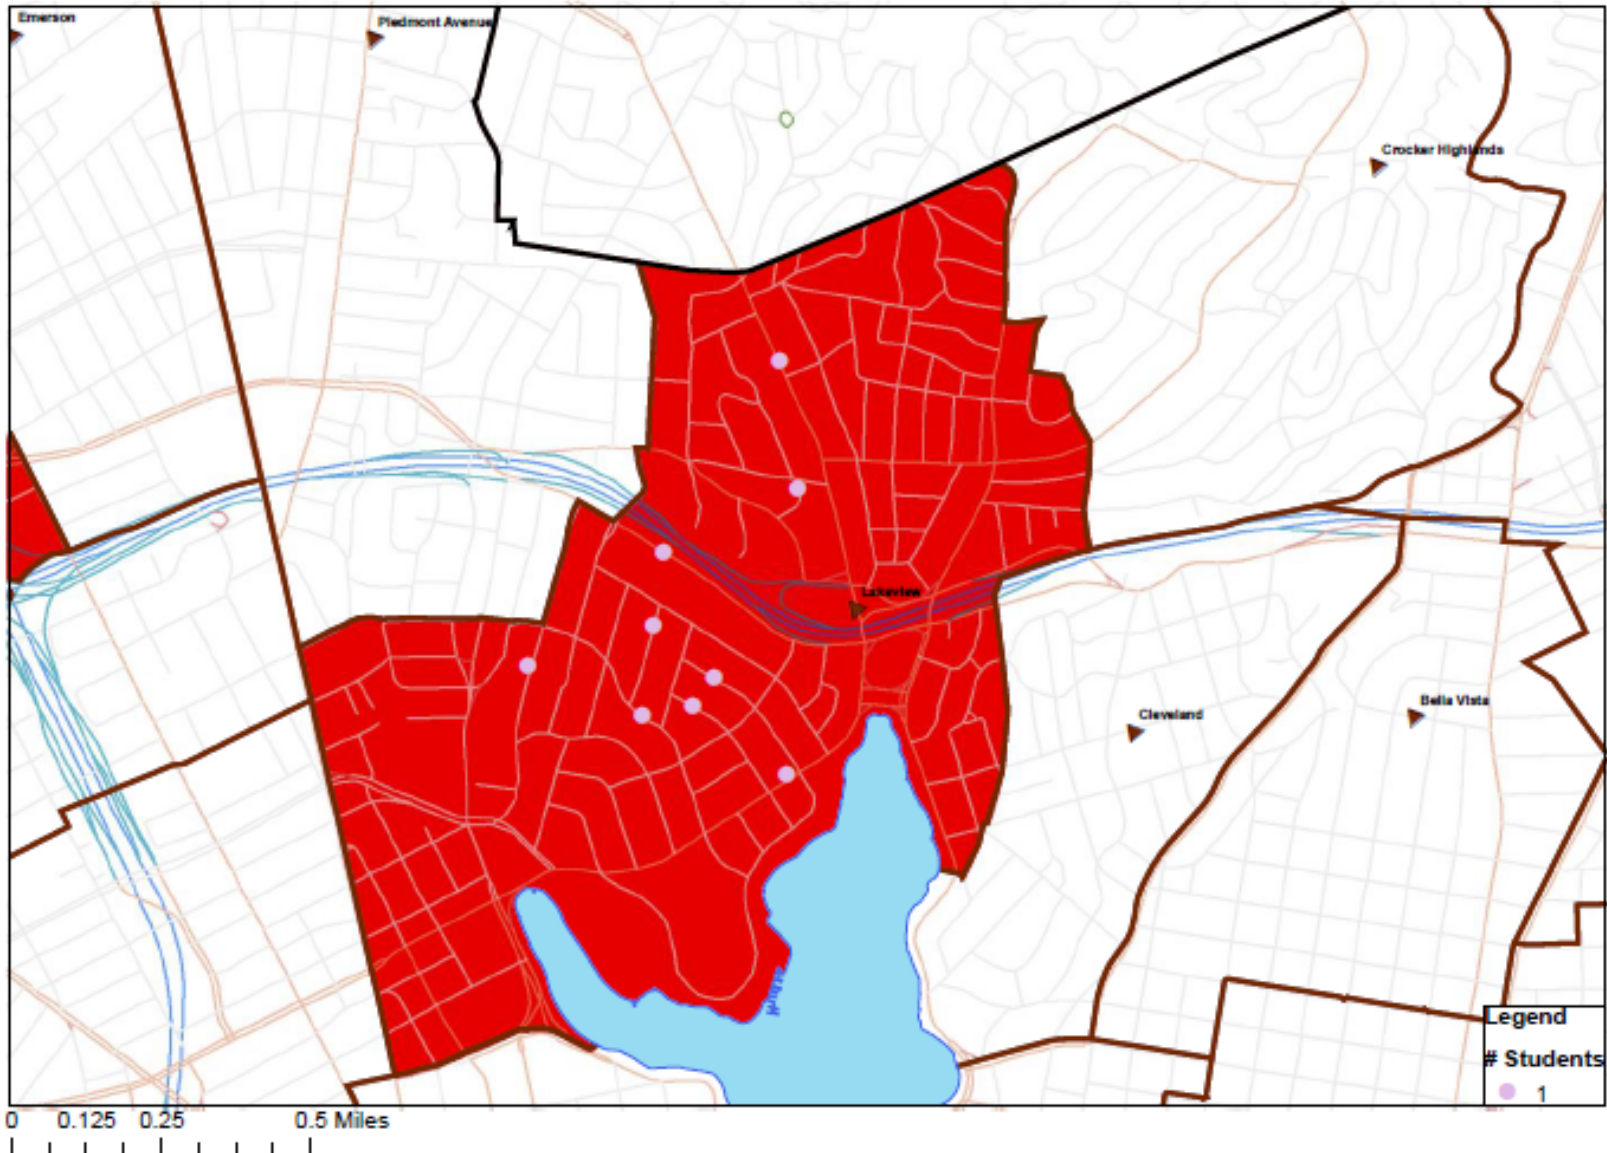 Emerson
Piedmont Avenue
Crocker Highlands
Lakeview
Cleveland
Bella Vista
Legend
# Students
1
0 0.125 0.25 0.5 Miles